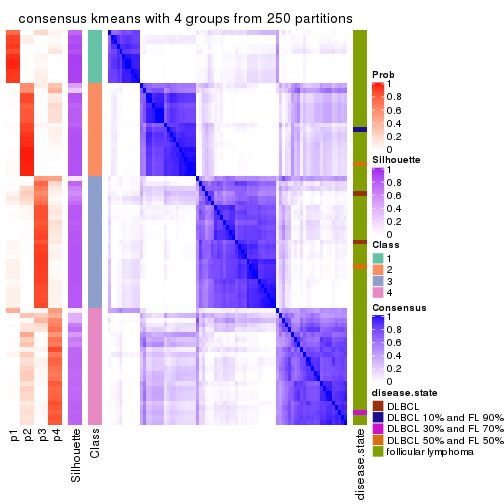 consensus kmeans with 4 groups from 250 partitions
p1
p2
p3
p4
Silhouette
Class
disease.state
Prob
1
0.8
0.6
0.4
0.2
0
Silhouette
1
0.8
0.6
0.4
0.2
0
Class
1
2
3
4
Consensus
1
0.8
0.6
0.4
0.2
0
disease.state
DLBCL
DLBCL 10% and FL 90%
DLBCL 30% and FL 70%
DLBCL 50% and FL 50%
follicular lymphoma